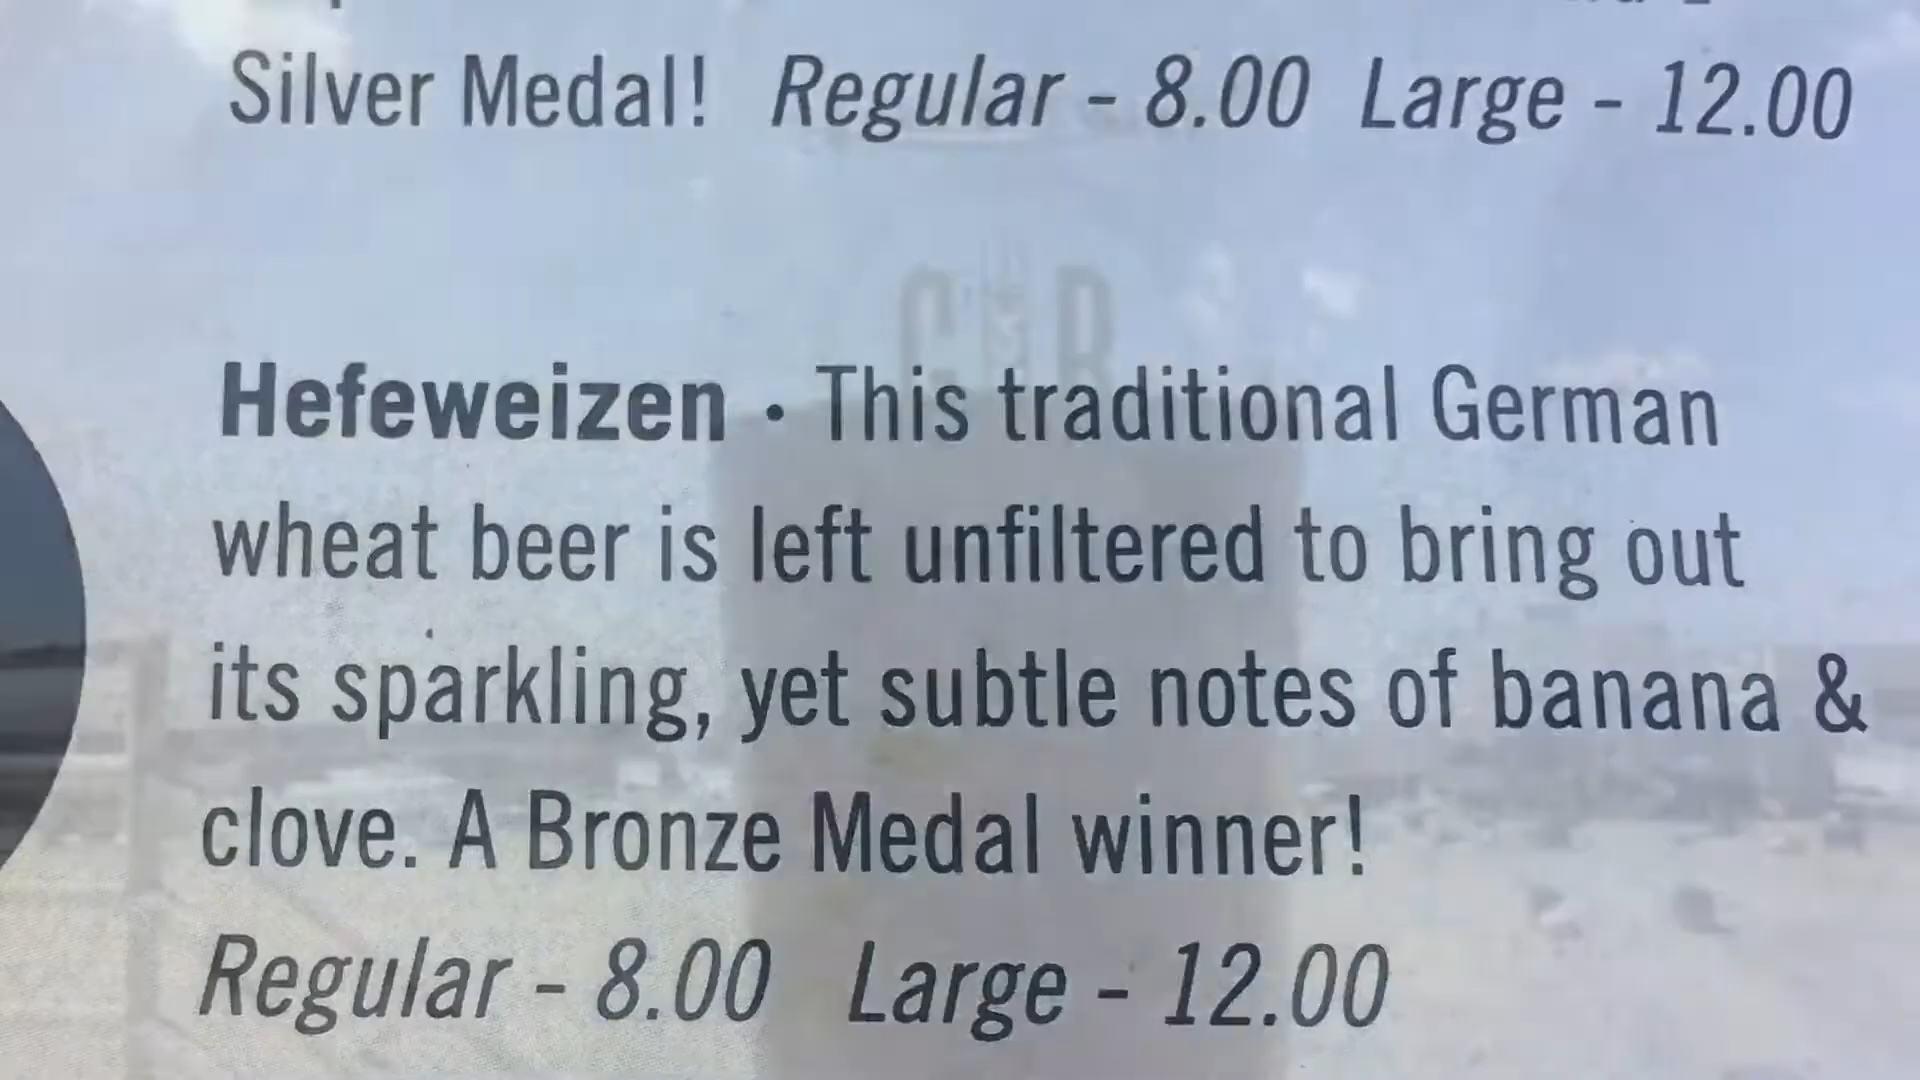 Silver Medal! Regular - 8.00 Large - 12.00
Hefeweizen • This traditional German
wheat beer is left unfiltered to bring out
its sparkling, yet subtle notes of banana &
clove. A Bronze Medal winner!
Regular - 8.00 Large - 12.00